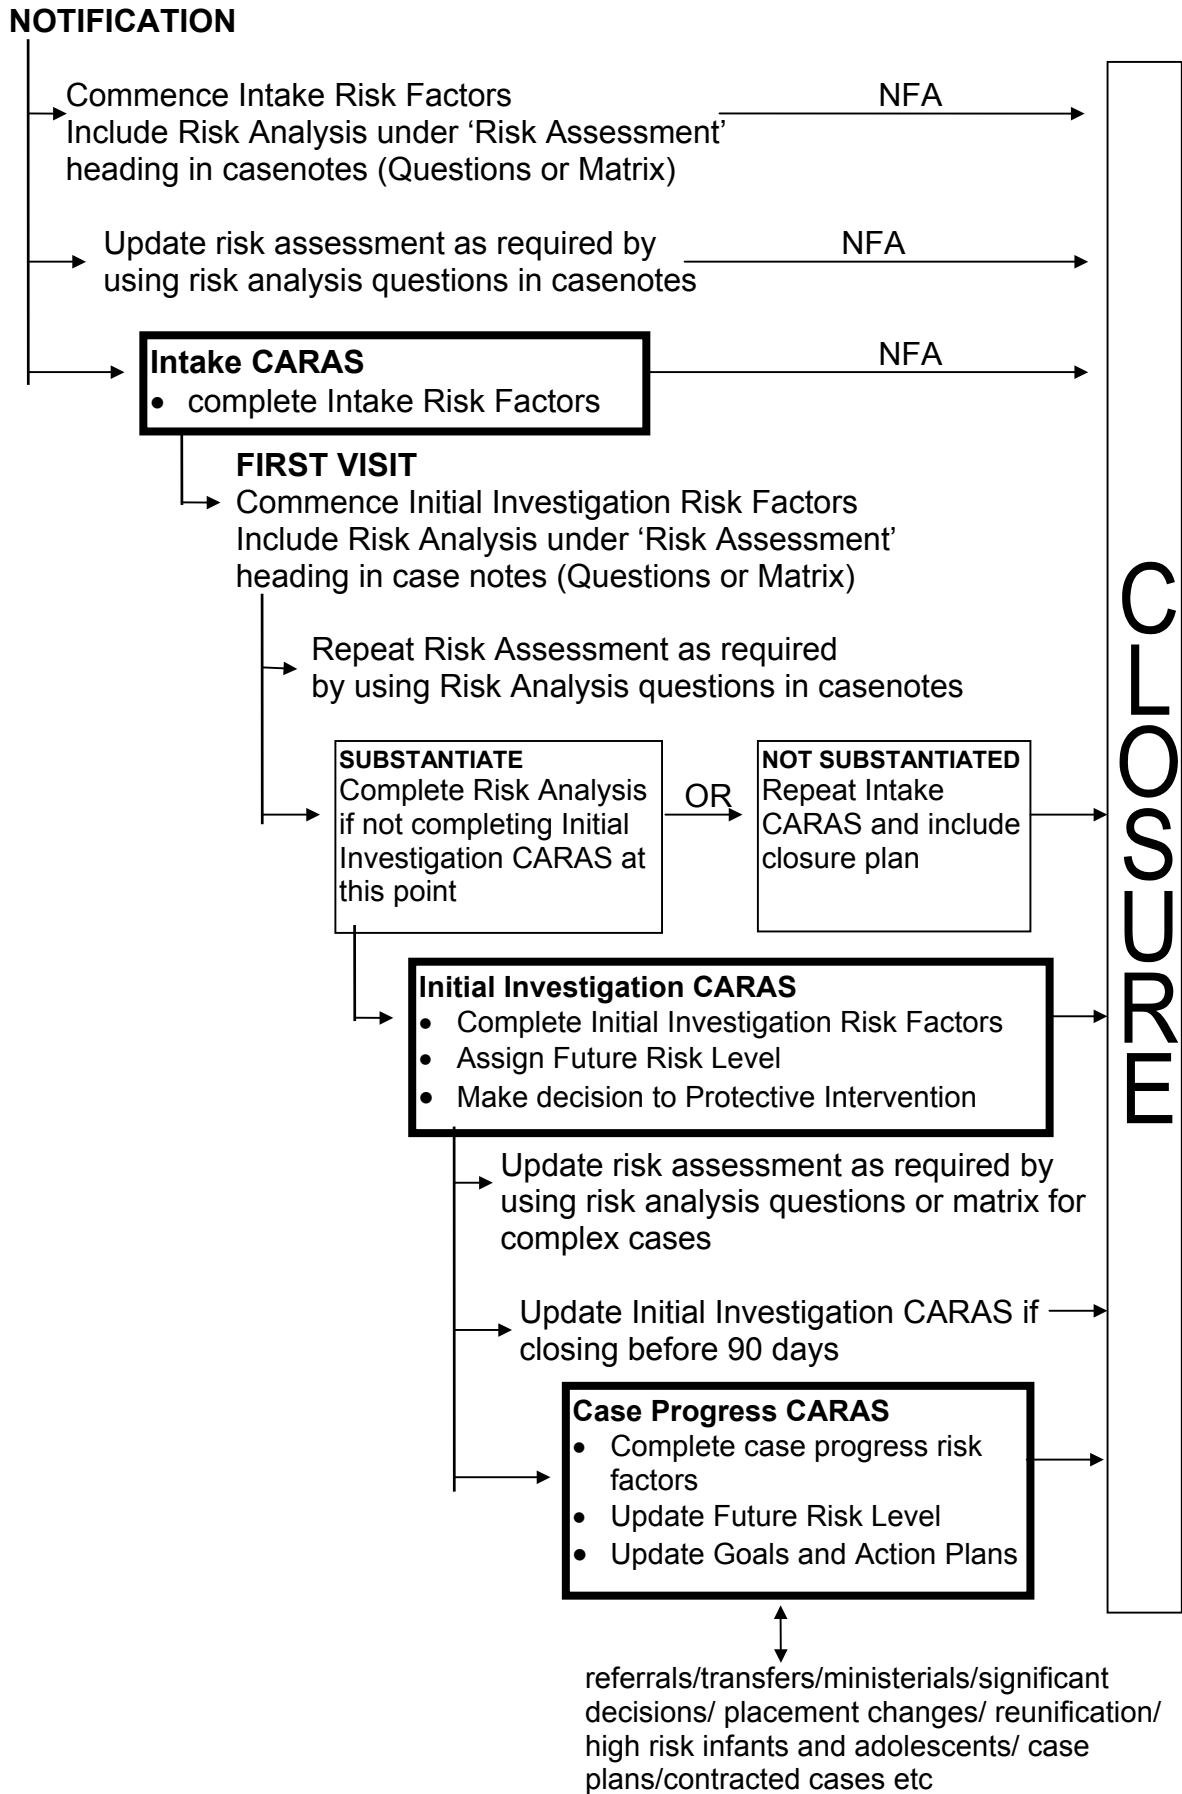 NOTIFICATION
Commence Intake Risk Factors
NFA
Include Risk Analysis under ‘Risk Assessment’
heading in casenotes (Questions or Matrix)
Update risk assessment as required by
NFA
using risk analysis questions in casenotes
Intake CARAS
NFA
• complete Intake Risk Factors
FIRST VISIT
Commence Initial Investigation Risk Factors
Include Risk Analysis under ‘Risk Assessment’
heading in case notes (Questions or Matrix)
Repeat Risk Assessment as required
by using Risk Analysis questions in casenotes
SUBSTANTIATE
Complete Risk Analysis
if not completing Initial
Investigation CARAS at
this point
OR
NOT SUBSTANTIATED
Repeat Intake
CARAS and include
closure plan
Initial Investigation CARAS
• Complete Initial Investigation Risk Factors
• Assign Future Risk Level
• Make decision to Protective Intervention
Update risk assessment as required by
using risk analysis questions or matrix for
complex cases
Update Initial Investigation CARAS if
closing before 90 days
Case Progress CARAS
• Complete case progress risk
factors
• Update Future Risk Level
• Update Goals and Action Plans
referrals/transfers/ministerials/significant
decisions/ placement changes/ reunification/
high risk infants and adolescents/ case
plans/contracted cases etc
CLOSURE